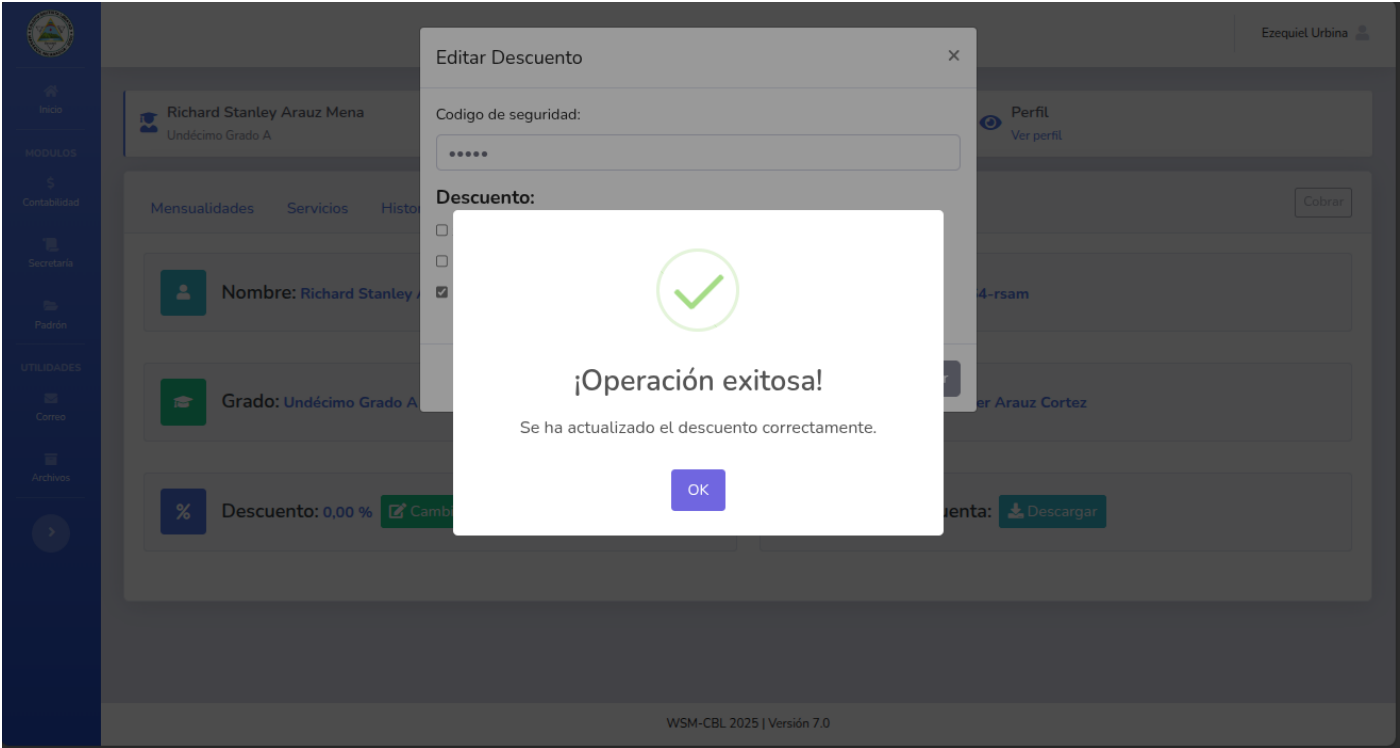 Ezequiel Urbina
Inicio
MODULOS
Contabilidad
Secretaría
Padrón
UTILIDADES
Correo
Archivos
Richard Stanley Arauz Mena
Undécimo Grado A
Perfil
Ver perfil
Mensualidades
Servicios
Histo
Cobrar
Nombre: Richard Stanley
4-rsam
Grado: Undécimo Grado A
er Arauz Cortez
Descuento: 0,00 %
Camb
uenta:
Descargar
Editar Descuento
×
Codigo de seguridad:
•••••
Descuento:
¡Operación exitosa!
Se ha actualizado el descuento correctamente.
OK
WSM-CBL 2025 | Versión 7.0